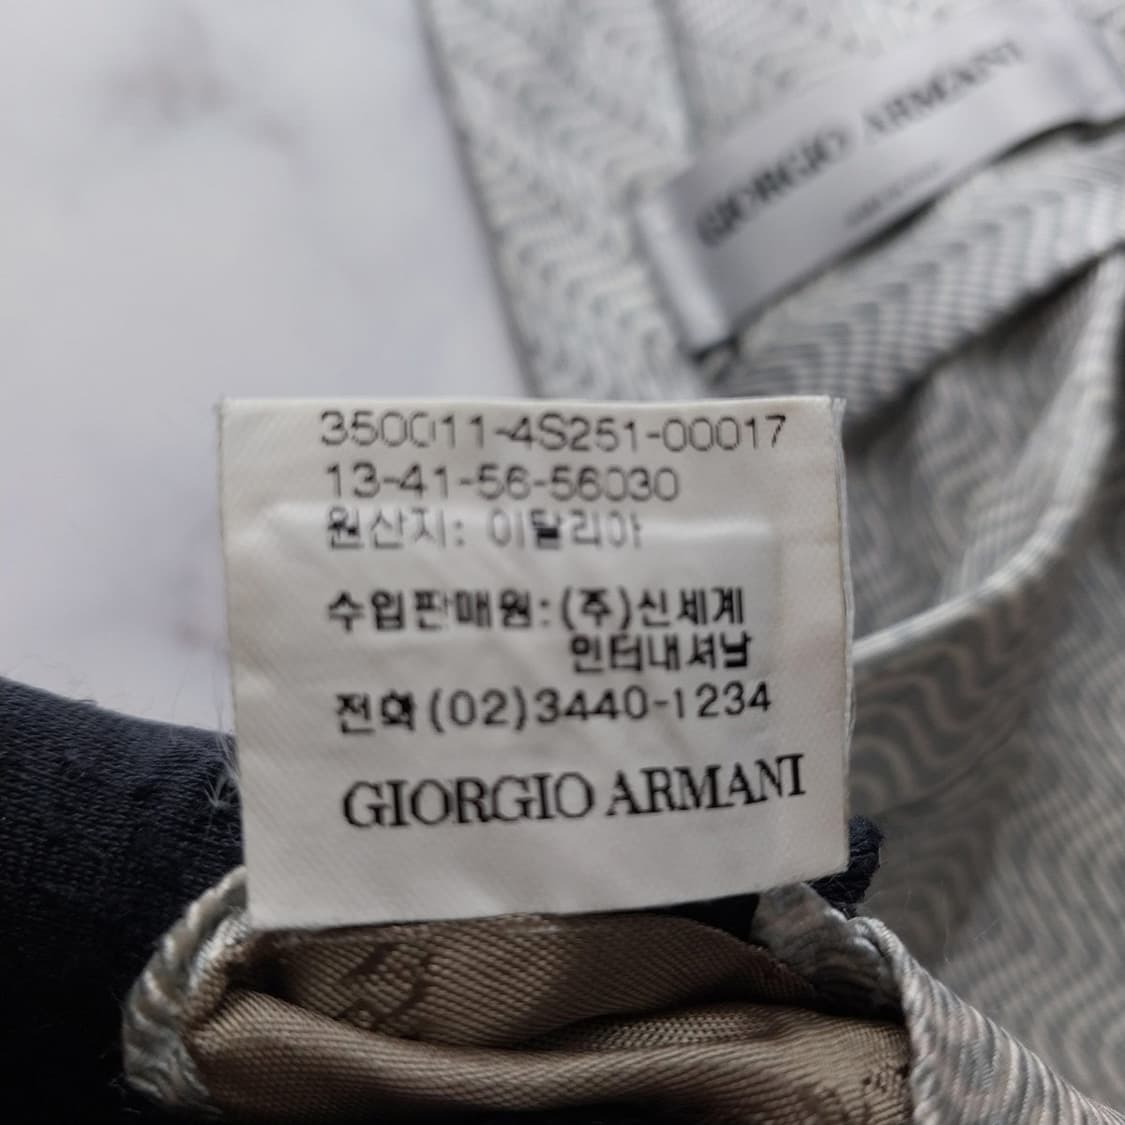 GIORGIO ARMANI
350011-4S251-00017
13-41-56-56030
원산지: 이탈리아
수입판매원:(주)신세계
인터내셔날
전화(02)3440-1234
GIORGIO ARMANI